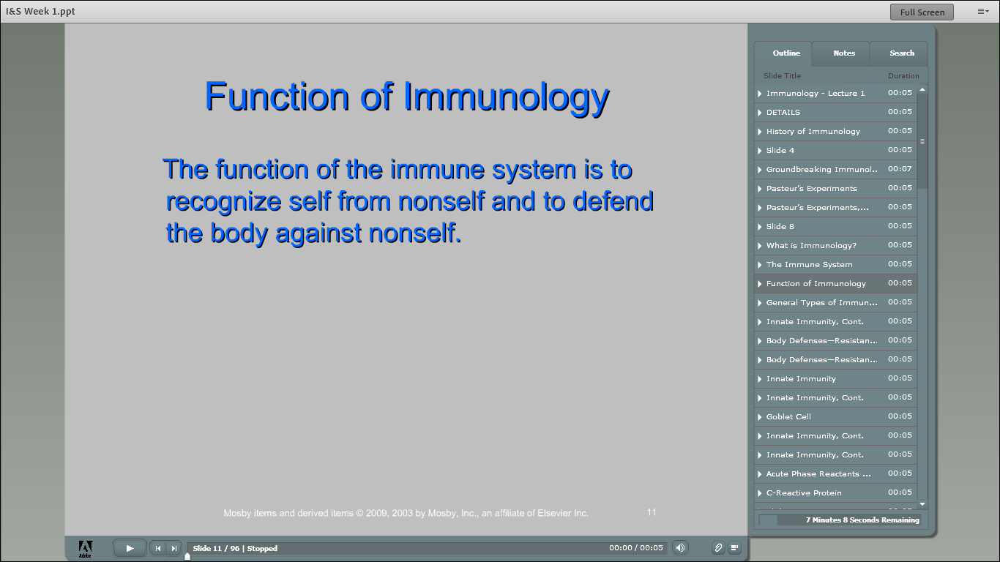 I&S Week 1.ppt
Full Screen
Function of Immunology
The function of the immune system is to
recognize self from nonself and to defend
the body against nonself.
Mosby items and derived items © 2009, 2003 by Mosby, Inc., an affiliate of Elsevier Inc.
11
Outline Notes Search
Slide Title Duration
Immunology - Lecture 1 00:05
DETAILS 00:05
History of Immunology 00:05
Slide 4 00:05
Groundbreaking Immunol.. 00:07
Pasteur's Experiments 00:05
Pasteur's Experiments,... 00:05
Slide 8 00:05
What is Immunology? 00:05
The Immune System 00:05
Function of Immunology 00:05
General Types of Immun... 00:05
Innate Immunity, Cont. 00:05
Body Defenses—Resistan... 00:05
Body Defenses—Resistan... 00:05
Innate Immunity 00:05
Innate Immunity, Cont. 00:05
Goblet Cell 00:05
Innate Immunity, Cont. 00:05
Innate Immunity, Cont. 00:05
Acute Phase Reactants ... 00:05
C-Reactive Protein 00:05
7 Minutes 8 Seconds Remaining
Adobe
Slide 11 / 96 | Stopped
00:00 / 00:05